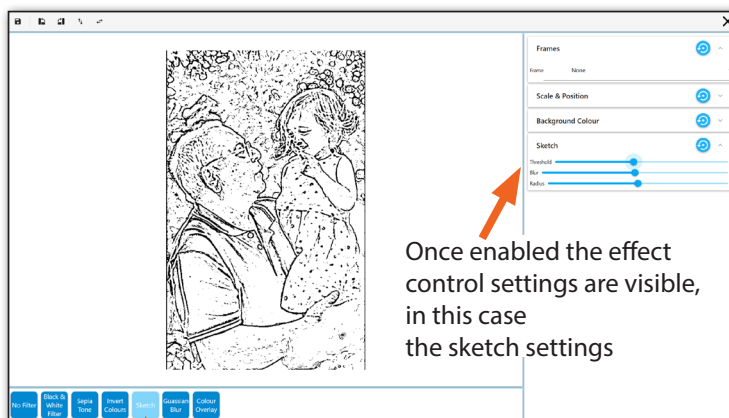 Frames
Frame None
Scale & Position
Background Colour
Sketch
Threshold
Blur
Radius
Once enabled the effect
control settings are visible,
in this case
the sketch settings
No Filter
Black &
White
Filter
Sepia
Tone
Invert
Colours
Sketch
Guassian
Blur
Colour
Overlay